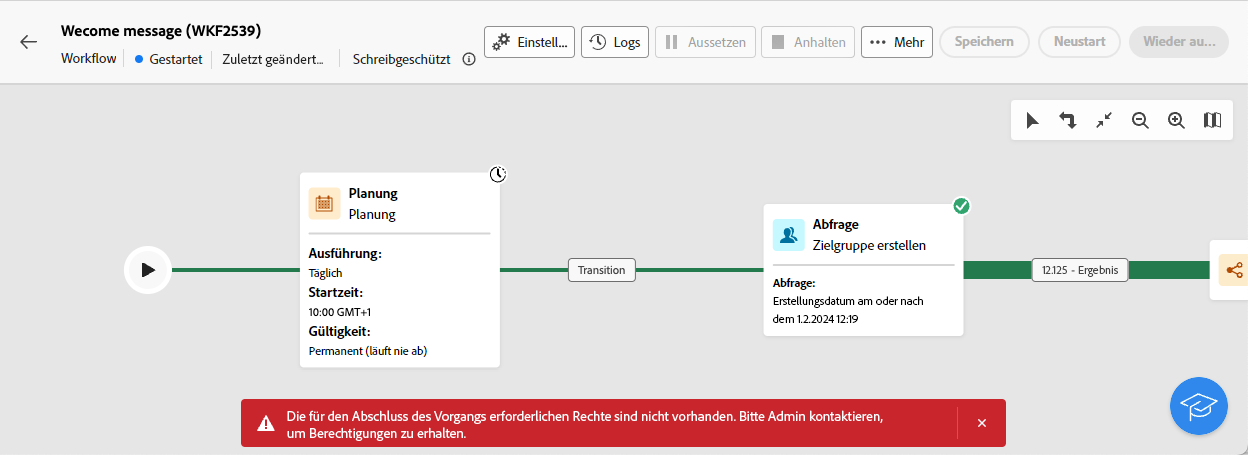 Wecome message (WKF2539)
Workflow
Gestartet
Zuletzt geändert...
Schreibgeschützt
Einstell...
Logs
Aussetzen
Anhalten
Mehr
Speichern
Neustart
Wieder au...
Planung
Planung
Ausführung:
Täglich
Startzeit:
10:00 GMT+1
Gültigkeit:
Permanent (läuft nie ab)
Transition
Abfrage
Zielgruppe erstellen
Abfrage:
Erstellungsdatum am oder nach
dem 1.2.2024 12:19
12.125 - Ergebnis
Die für den Abschluss des Vorgangs erforderlichen Rechte sind nicht vorhanden. Bitte Admin kontaktieren,
um Berechtigungen zu erhalten.